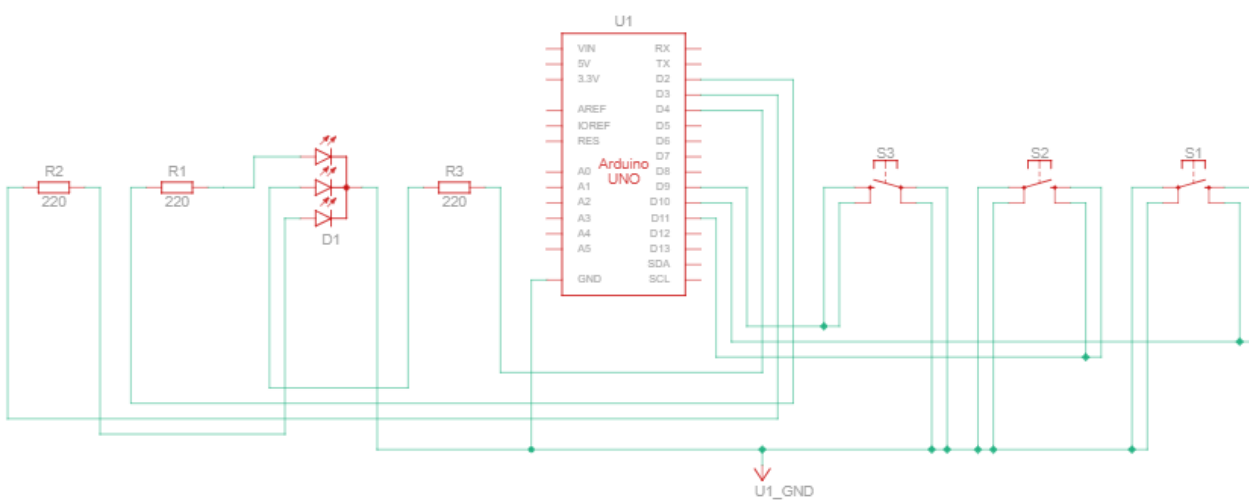 U1
VIN RX
5V TX
3.3V D2
D3
AREF D4
IOREF D5
RES D6
Arduino UNO
D7
A0 D8
A1 D9
A2 D10
A3 D11
A4 D12
A5 D13
SDA
GND SCL
R2
220
R1
220
D1
R3
220
S3
S2
S1
U1_GND